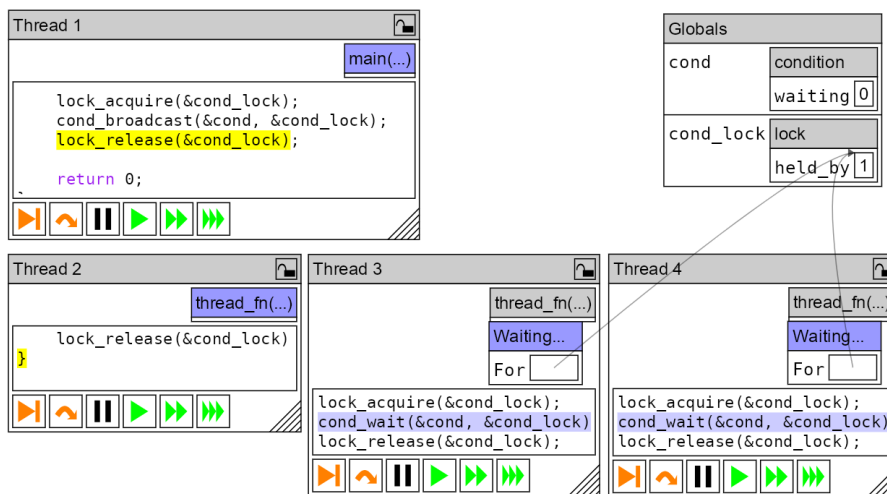 Thread 1
main(...)
lock_acquire(&cond_lock);
cond_broadcast(&cond, &cond_lock);
lock_release(&cond_lock);
return 0;
Globals
cond condition
waiting 0
cond_lock lock
held_by 1
Thread 2
thread_fn(...)
lock_release(&cond_lock)
}
Thread 3
thread_fn(...)
Waiting...
For
lock_acquire(&cond_lock);
cond_wait(&cond, &cond_lock)
lock_release(&cond_lock);
Thread 4
thread_fn(...)
Waiting...
For
lock_acquire(&cond_lock);
cond_wait(&cond, &cond_lock)
lock_release(&cond_lock);